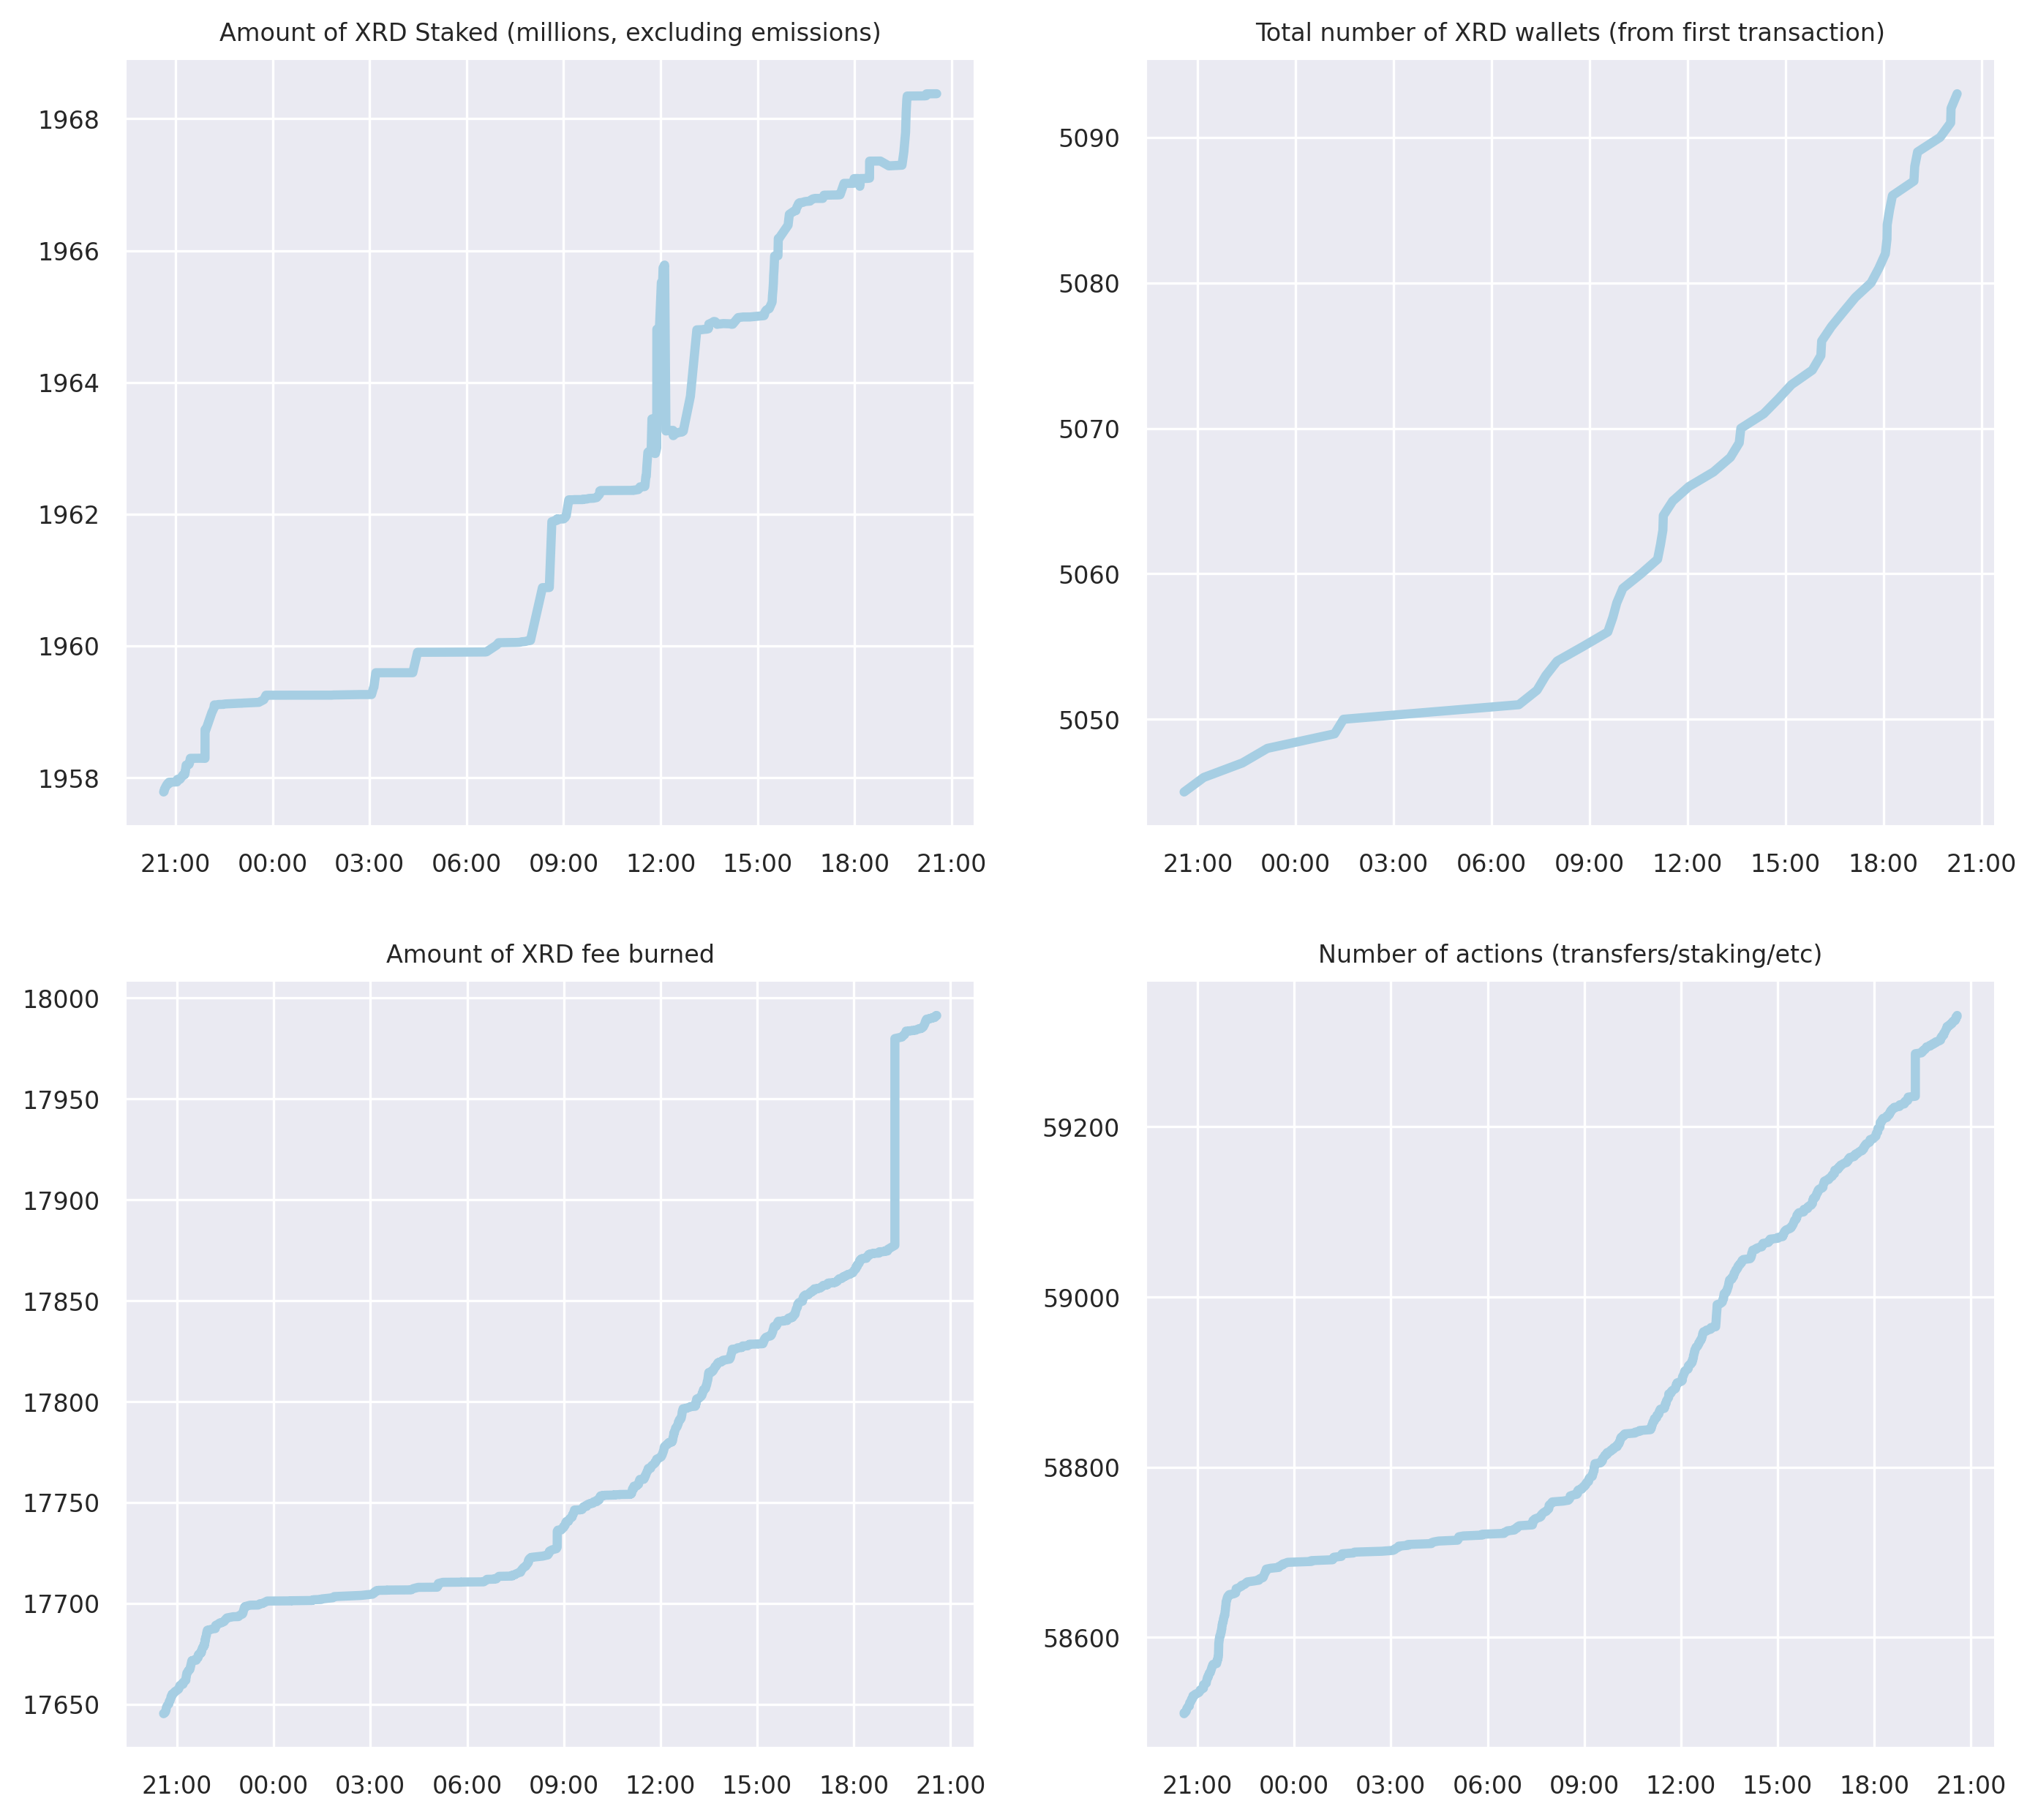 Amount of XRD Staked (millions, excluding emissions)
1968
1966
1964
1962
1960
1958
21:00 00:00 03:00 06:00 09:00 12:00 15:00 18:00 21:00
Total number of XRD wallets (from first transaction)
5090
5080
5070
5060
5050
21:00 00:00 03:00 06:00 09:00 12:00 15:00 18:00 21:00
Amount of XRD fee burned
18000
17950
17900
17850
17800
17750
17700
17650
21:00 00:00 03:00 06:00 09:00 12:00 15:00 18:00 21:00
Number of actions (transfers/staking/etc)
59200
59000
58800
58600
21:00 00:00 03:00 06:00 09:00 12:00 15:00 18:00 21:00